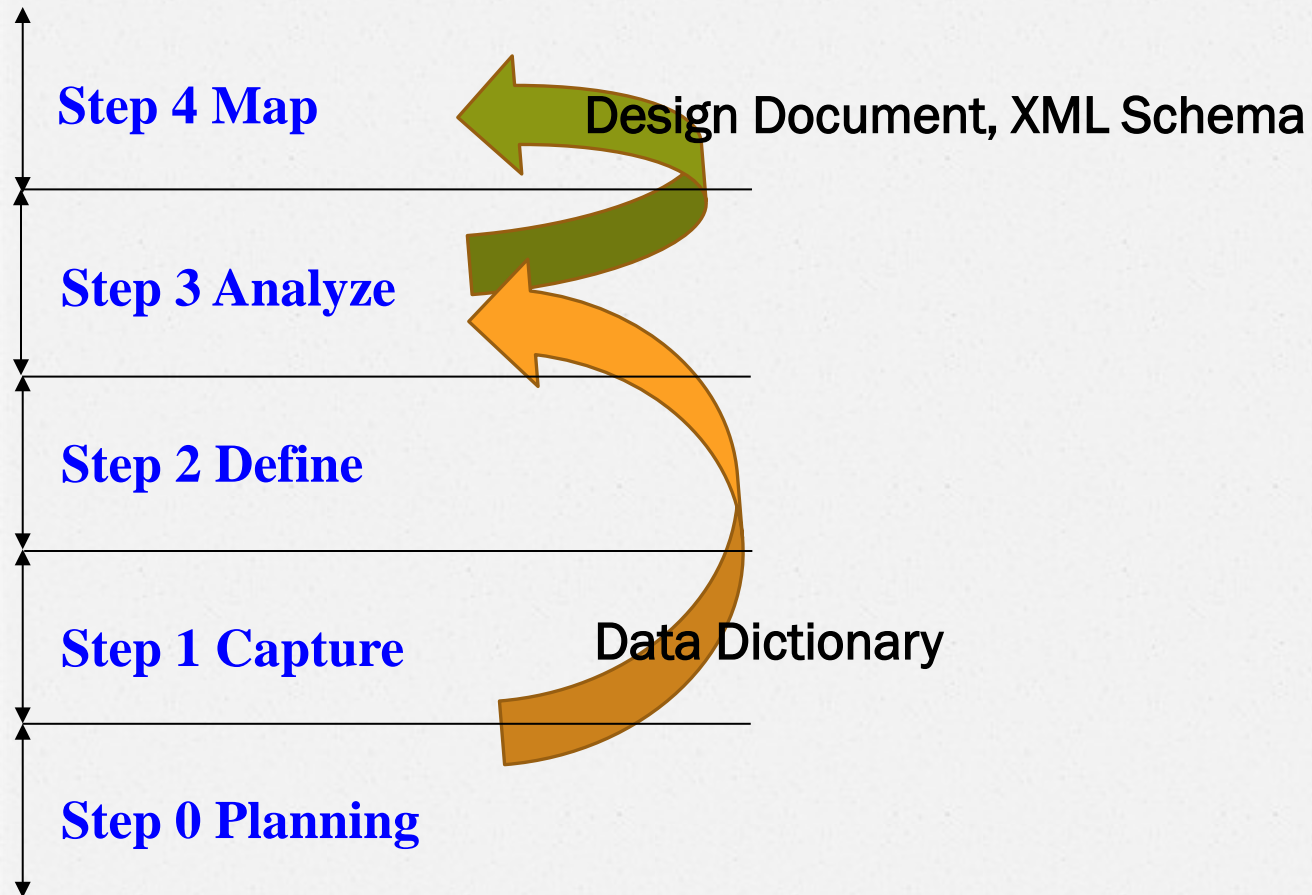 Step 4 Map
Design Document, XML Schema
Step 3 Analyze
Step 2 Define
Step 1 Capture
Data Dictionary
Step 0 Planning